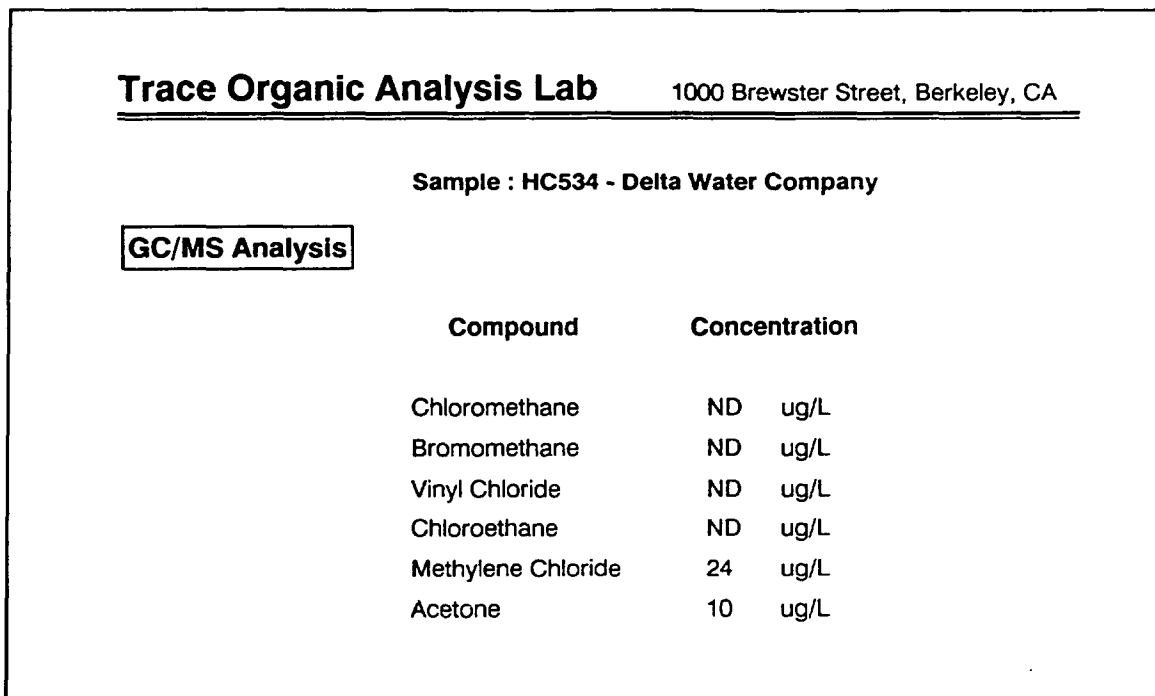 Trace Organic Analysis Lab 1000 Brewster Street, Berkeley, CA
Sample : HC534 - Delta Water Company
GC/MS Analysis
Compound Concentration
Chloromethane ND ug/L
Bromomethane ND ug/L
Vinyl Chloride ND ug/L
Chloroethane ND ug/L
Methylene Chloride 24 ug/L
Acetone 10 ug/L